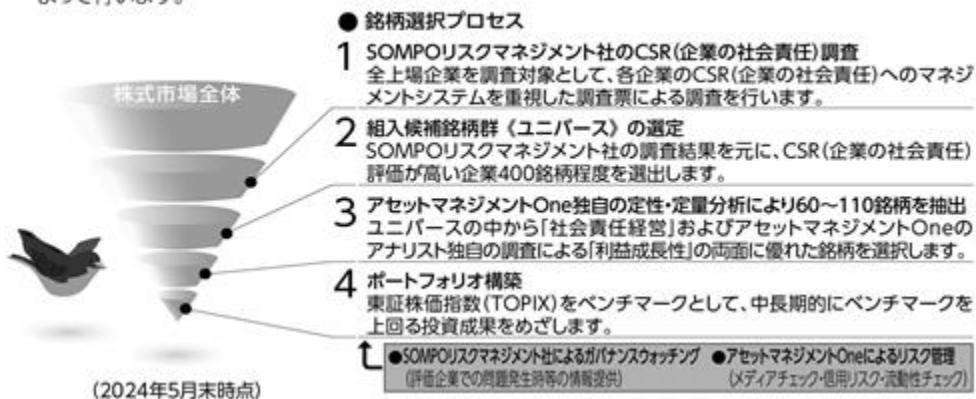 ● 銘柄選択プロセス
1 SOMPOリスクマネジメント社のCSR(企業の社会責任)調査
全上場企業を調査対象として、各企業のCSR(企業の社会責任)へのマネジ
メントシステムを重視した調査票による調査を行います。
株式市場全体
2 組入候補銘柄群《ユニバース》の選定
SOMPOリスクマネジメント社の調査結果を元に、CSR(企業の社会責任)
評価が高い企業400銘柄程度を選出します。
3 アセットマネジメントOne独自の定性・定量分析により60～110銘柄を抽出
ユニバースの中から「社会責任経営」およびアセットマネジメントOneの
アナリスト独自の調査による「利益成長性」の両面に優れた銘柄を選択します。
4 ポートフォリオ構築
東証株価指数(TOPIX)をベンチマークとして、中長期的にベンチマークを
上回る投資成果をめざします。
●SOMPOリスクマネジメント社によるガバナンスウォッチング ●アセットマネジメントOneによるリスク管理
(評価企業での問題発生時等の情報提供) (メディアチェック・信用リスク・流動性チェック)
(2024年5月末時点)